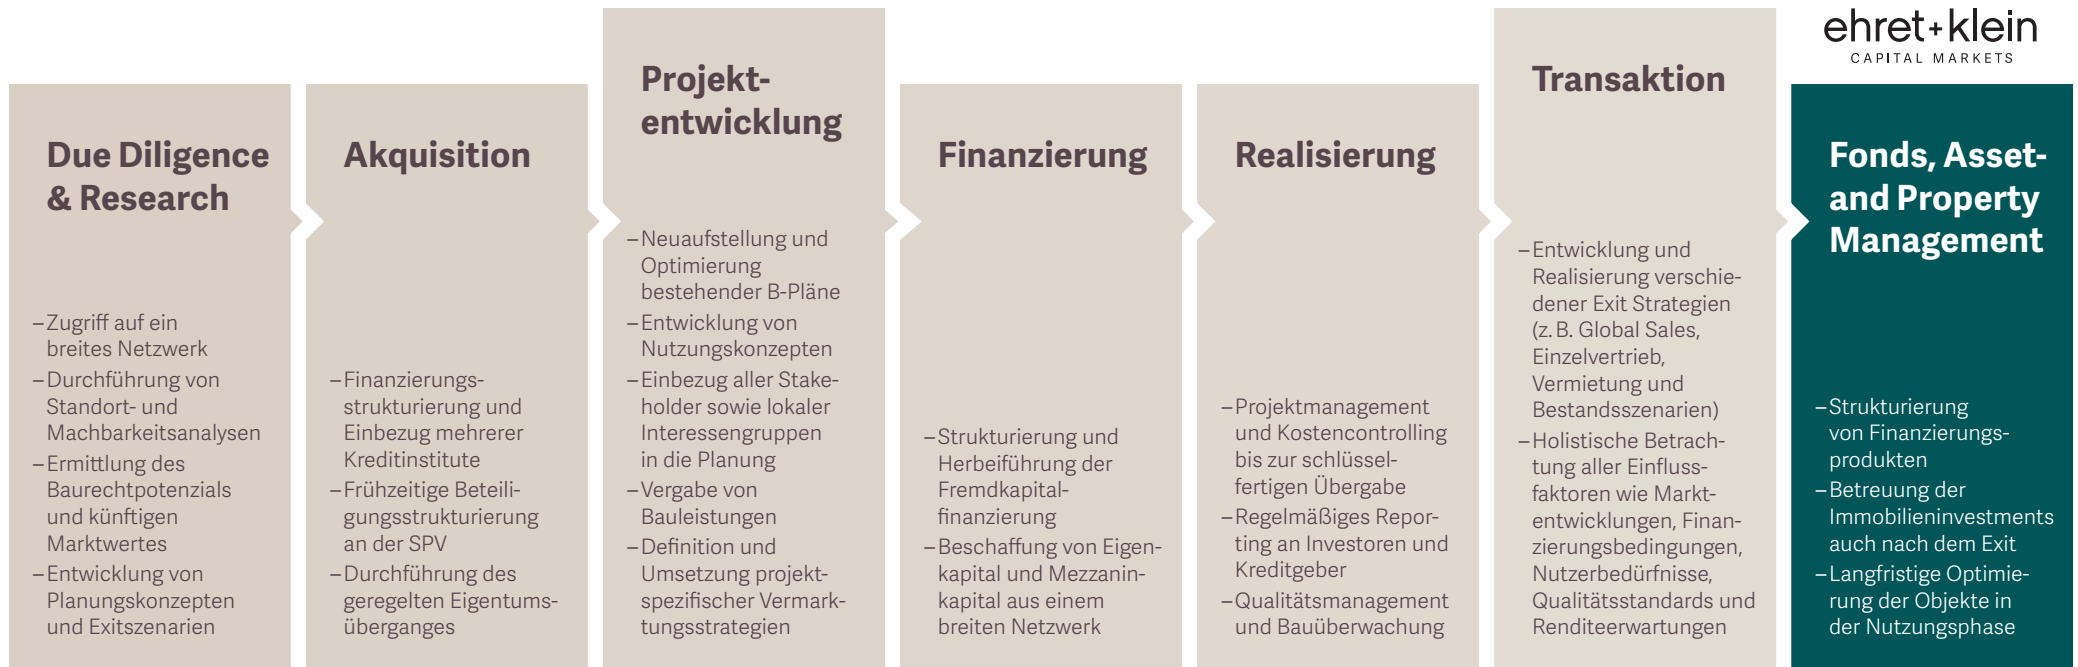 Due Diligence
& Research
–Zugriff auf ein
breites Netzwerk
–Durchführung von
Standort- und
Machbarkeitsanalysen
–Ermittlung des
Baurechtpotenzials
und künftigen
Marktwertes
–Entwicklung von
Planungskonzepten
und Exitszenarien
Akquisition
–Finanzierungs-
strukturierung und
Einbezug mehrerer
Kreditinstitute
–Frühzeitige Beteili-
gungsstrukturierung
an der SPV
–Durchführung des
geregelten Eigentums-
überganges
Projekt-
entwicklung
–Neuaufstellung und
Optimierung
bestehender B-Pläne
–Entwicklung von
Nutzungskonzepten
–Einbezug aller Stake-
holder sowie lokaler
Interessengruppen
in die Planung
–Vergabe von
Bauleistungen
–Definition und
Umsetzung projekt-
spezifischer Vermark-
tungsstrategien
Finanzierung
–Strukturierung und
Herbeiführung der
Fremdkapital-
finanzierung
–Beschaffung von Eigen-
kapital und Mezzanin-
kapital aus einem
breiten Netzwerk
Realisierung
–Projektmanagement
und Kostencontrolling
bis zur schlüssel-
fertigen Übergabe
–Regelmäßiges Repor-
ting an Investoren und
Kreditgeber
–Qualitätsmanagement
und Bauüberwachung
Transaktion
–Entwicklung und
Realisierung verschie-
dener Exit Strategien
(z. B. Global Sales,
Einzelvertrieb,
Vermietung und
Bestandsszenarien)
–Holistische Betrach-
tung aller Einfluss-
faktoren wie Markt-
entwicklungen, Finan-
zierungsbedingungen,
Nutzerbedürfnisse,
Qualitätsstandards und
Renditeerwartungen
ehret+klein
CAPITAL MARKETS
Fonds, Asset-
and Property
Management
–Strukturierung
von Finanzierungs-
produkten
–Betreuung der
Immobilieninvestments
auch nach dem Exit
–Langfristige Optimie-
rung der Objekte in
der Nutzungsphase